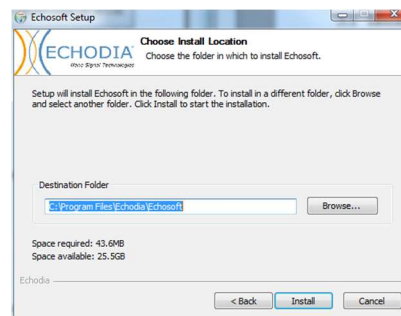 Echosoft Setup
ECHODIA
Choose Install Location
Choose the folder in which to install Echosoft.
Setup will install Echosoft in the following folder. To install in a different folder, click Browse
and select another folder. Click Install to start the installation.
Destination Folder
C:\Program Files\Echodia\Echosoft
Browse...
Space required: 43.6MB
Space available: 25.5GB
Echodia
< Back
Install
Cancel